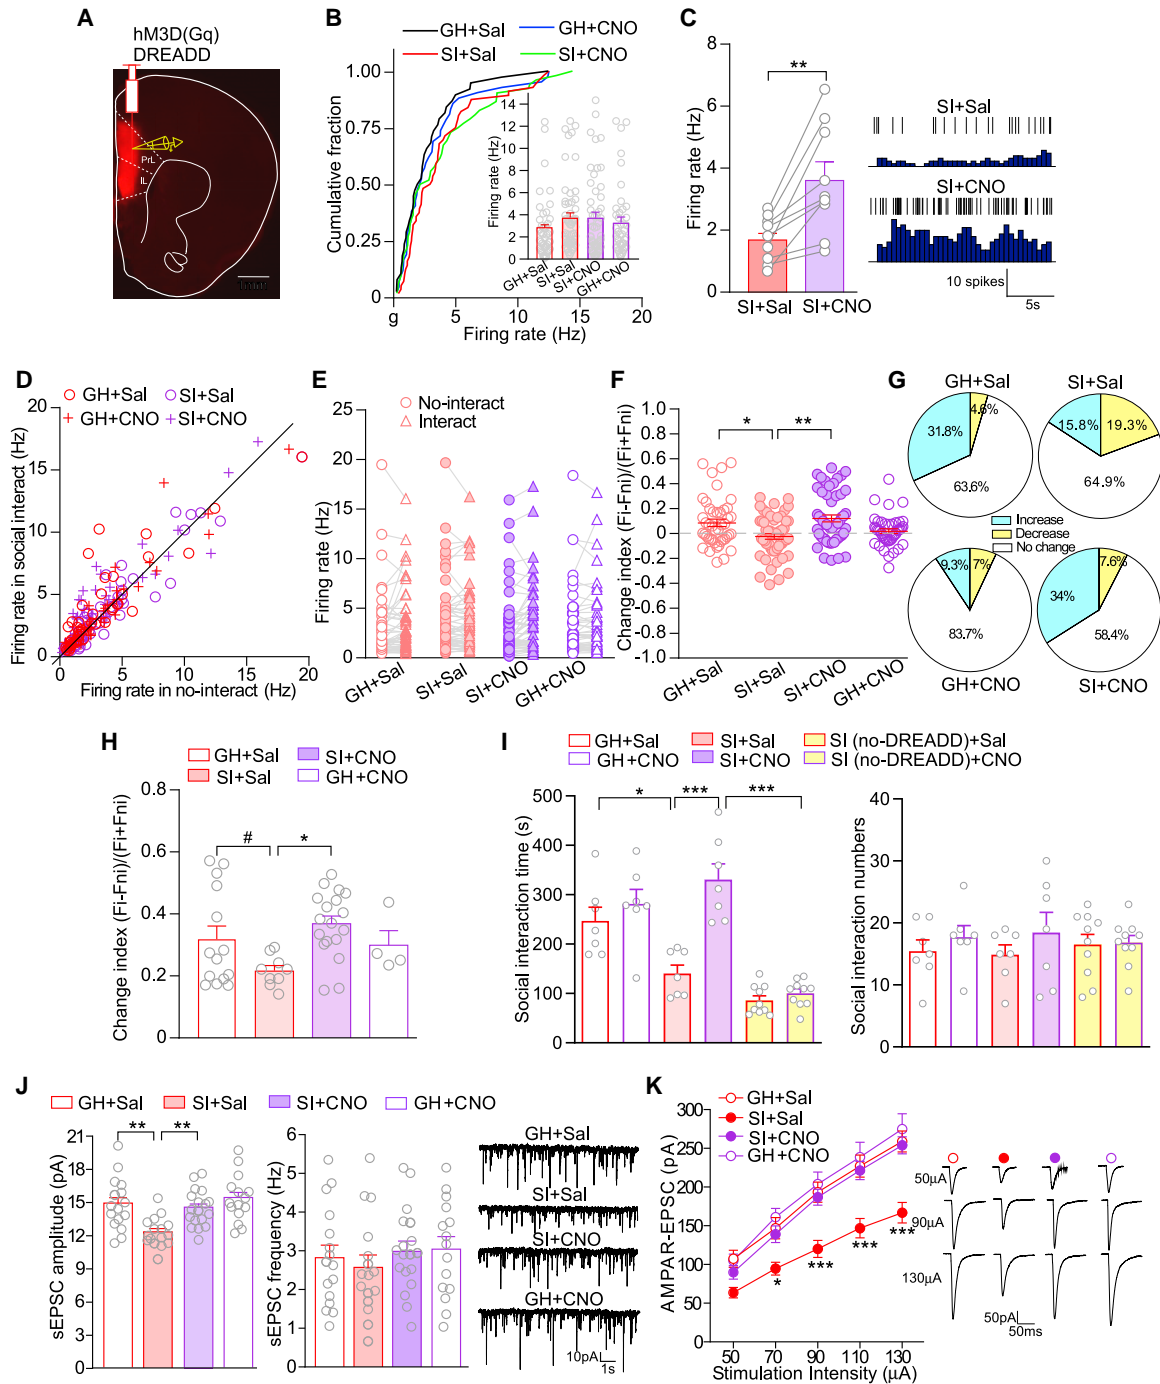 A
hM3D(Gq)
DREADD
PrL
IL
B
GH+Sal
GH+CNO
SI+Sal
SI+CNO
Cumulative fraction
1.00
0.75
0.50
0.25
0.00
g
5
10
15
20
Firing rate (Hz)
Firing rate (Hz)
14
12
10
8
6
4
2
0
GH+Sal
SI+Sal
SI+CNO
GH+CNO
C
Firing rate (Hz)
8
6
4
2
0
**
SI+Sal
SI+CNO
SI+Sal
SI+CNO
10 spikes
5s
D
GH+Sal
SI+Sal
GH+CNO
SI+CNO
Firing rate in social interact (Hz)
20
15
10
5
0
0
5
10
15
20
Firing rate in no-interact (Hz)
E
No-interact
Interact
Firing rate (Hz)
25
20
15
10
5
0
GH+Sal
SI+Sal
SI+CNO
GH+CNO
F
Change index (Fi-Fni)/(Fi+Fni)
1.0
0.8
0.6
0.4
0.2
0.0
-0.2
-0.4
-0.6
-0.8
-1.0
*
**
GH+Sal
SI+Sal
SI+CNO
GH+CNO
G
GH+Sal
SI+Sal
4.6%
31.8%
63.6%
15.8%
19.3%
64.9%
Increase
Decrease
No change
9.3%
7%
83.7%
7.6%
34%
58.4%
GH+CNO
SI+CNO
H
GH+Sal
SI+CNO
SI+Sal
GH+CNO
Change index (Fi-Fni)/(Fi+Fni)
0.8
0.6
0.4
0.2
0
#
*
I
GH+Sal
SI+Sal
SI (no-DREADD)+Sal
GH+CNO
SI+CNO
SI (no-DREADD)+CNO
Social interaction time (s)
500
400
300
200
100
0
*
***
***
Social interaction numbers
40
30
20
10
0
J
GH+Sal
SI+Sal
SI+CNO
GH+CNO
sEPSC amplitude (pA)
21
18
15
12
9
6
3
0
**
**
sEPSC frequency (Hz)
6
5
4
3
2
1
0
GH+Sal
SI+Sal
SI+CNO
GH+CNO
10pA
1s
K
GH+Sal
SI+Sal
SI+CNO
GH+CNO
AMPAR-EPSC (pA)
300
250
200
150
100
50
0
*
***
***
***
50
70
90
110
130
Stimulation Intensity (μA)
50μA
90μA
130μA
50pA
50ms